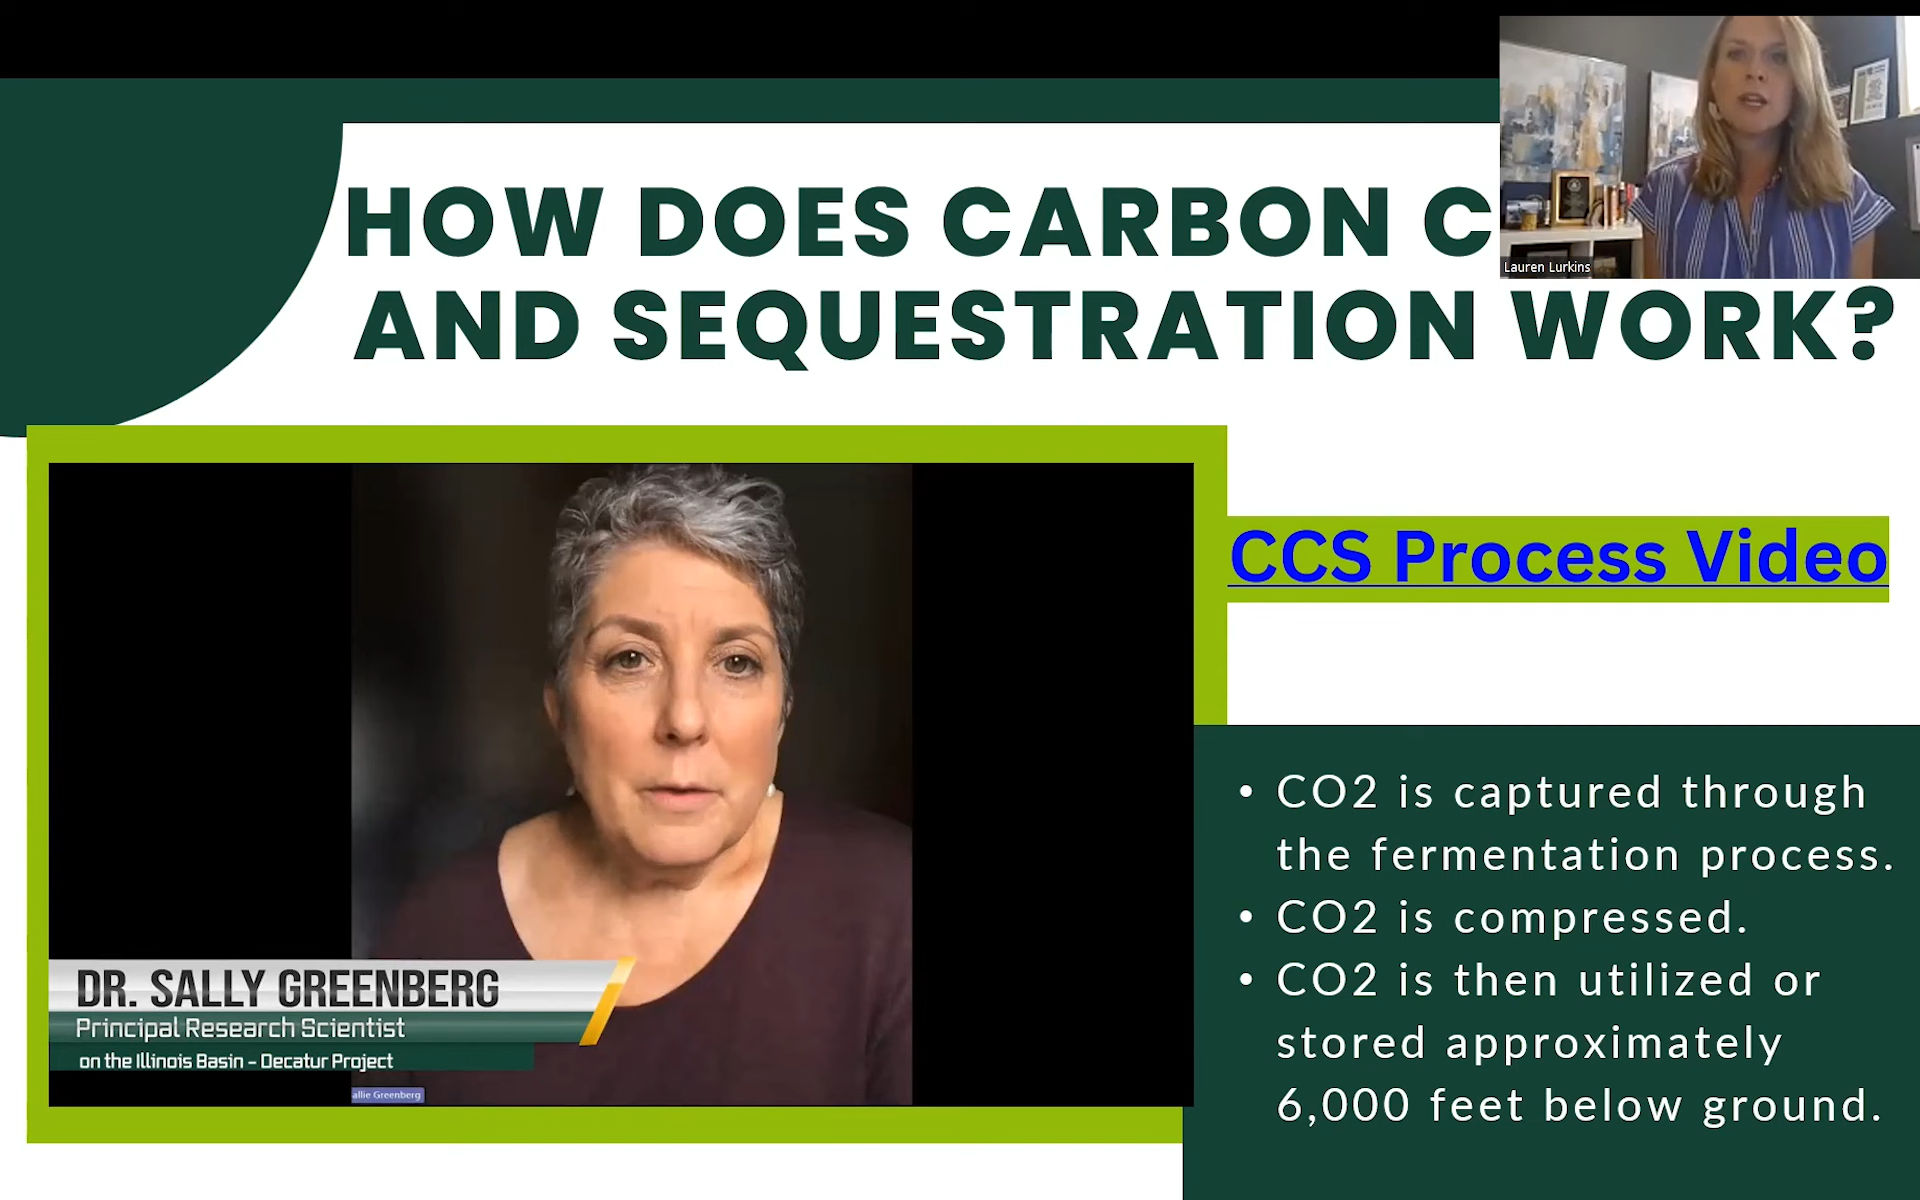 HOW DOES CARBON C
AND SEQUESTRATION WORK?
Lauren Lurkins
CCS Process Video
• CO2 is captured through
the fermentation process.
• CO2 is compressed.
• CO2 is then utilized or
stored approximately
6,000 feet below ground.
DR. SALLY GREENBERG
Principal Research Scientist
on the Illinois Basin - Decatur Project
allie Greenberg